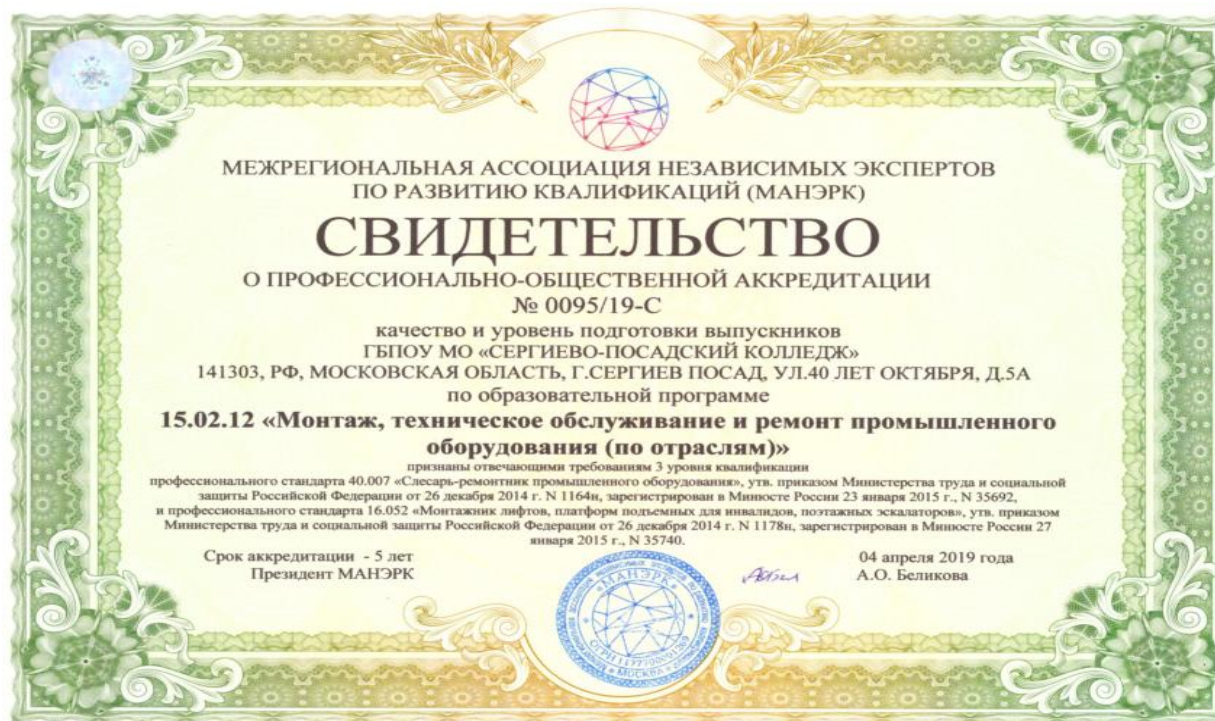 МЕЖРЕГИОНАЛЬНАЯ АССОЦИАЦИЯ НЕЗАВИСИМЫХ ЭКСПЕРТОВ
ПО РАЗВИТИЮ КВАЛИФИКАЦИЙ (МАНЭРК)
СВИДЕТЕЛЬСТВО
О ПРОФЕССИОНАЛЬНО-ОБЩЕСТВЕННОЙ АККРЕДИТАЦИИ
№ 0095/19-С
качество и уровень подготовки выпускников
ГБПОУ МО «СЕРГИЕВО-ПОСАДСКИЙ КОЛЛЕДЖ»
141303, РФ, МОСКОВСКАЯ ОБЛАСТЬ, Г.СЕРГИЕВ ПОСАД, УЛ.40 ЛЕТ ОКТЯБРЯ, Д.5А
по образовательной программе
15.02.12 «Монтаж, техническое обслуживание и ремонт промышленного
оборудования (по отраслям)»
признаны отвечающими требованиям 3 уровня квалификации
профессионального стандарта 40.007 «Слесарь-ремонтник промышленного оборудования», утв. приказом Министерства труда и социальной
защиты Российской Федерации от 26 декабря 2014 г. N 1164н, зарегистрирован в Минюсте России 23 января 2015 г., N 35692,
и профессионального стандарта 16.052 «Монтажник лифтов, платформ подъемных для инвалидов, поэтажных эскалаторов», утв. приказом
Министерства труда и социальной защиты Российской Федерации от 26 декабря 2014 г. N 1178н, зарегистрирован в Минюсте России 27
января 2015 г., N 35740.
Срок аккредитации - 5 лет
04 апреля 2019 года
Президент МАНЭРК
А.О. Беликова
МАНЭРК
МОСКВА